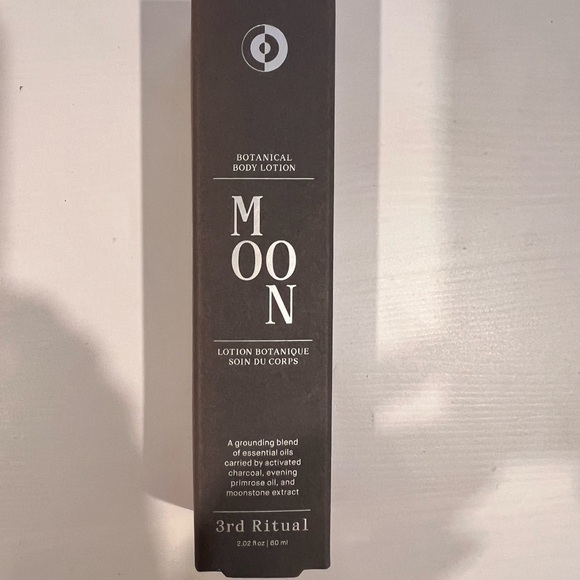 BOTANICAL
BODY LOTION
M
OO
N
LOTION BOTANIQUE
SOIN DU CORPS
A grounding blend
of essential oils
carried by activated
charcoal, evening
primrose oil, and
moonstone extract
3rd Ritual
2.02 fl oz | 60 ml